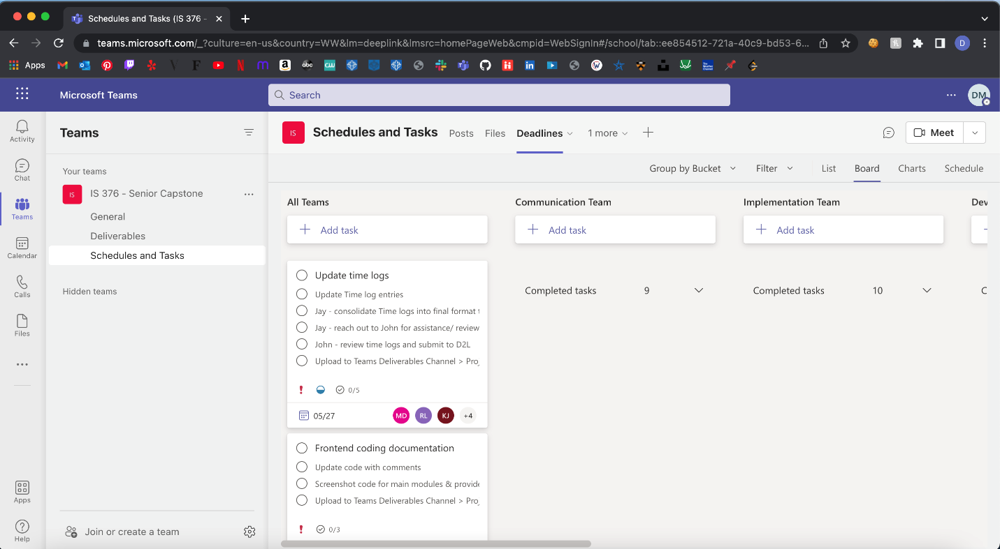 Schedules and Tasks (IS 376 -
teams.microsoft.com/_?culture=en-us&country=WW&lm=deeplink&lmsrc=homePageWeb&cmpid=WebSignIn#/school/tab::ee854512-721a-40c9-bd53-6...
D
Apps
Microsoft Teams
Search
DM
Activity
Chat
Teams
Calendar
Calls
Files
Apps
Help
Teams
Your teams
IS
IS 376 - Senior Capstone
General
Deliverables
Schedules and Tasks
Hidden teams
Join or create a team
IS
Schedules and Tasks
Posts
Files
Deadlines
1 more
Meet
Group by Bucket
Filter
List
Board
Charts
Schedule
All Teams
Add task
Update time logs
Update Time log entries
Jay - consolidate Time logs into final format
Jay - reach out to John for assistance/ review
John - review time logs and submit to D2L
Upload to Teams Deliverables Channel > Pro
0/5
05/27
MD RL KJ +4
Frontend coding documentation
Update code with comments
Screenshot code for main modules & provide
Upload to Teams Deliverables Channel > Pro
0/3
Communication Team
Add task
Completed tasks 9
Implementation Team
Add task
Completed tasks 10
Dev
C